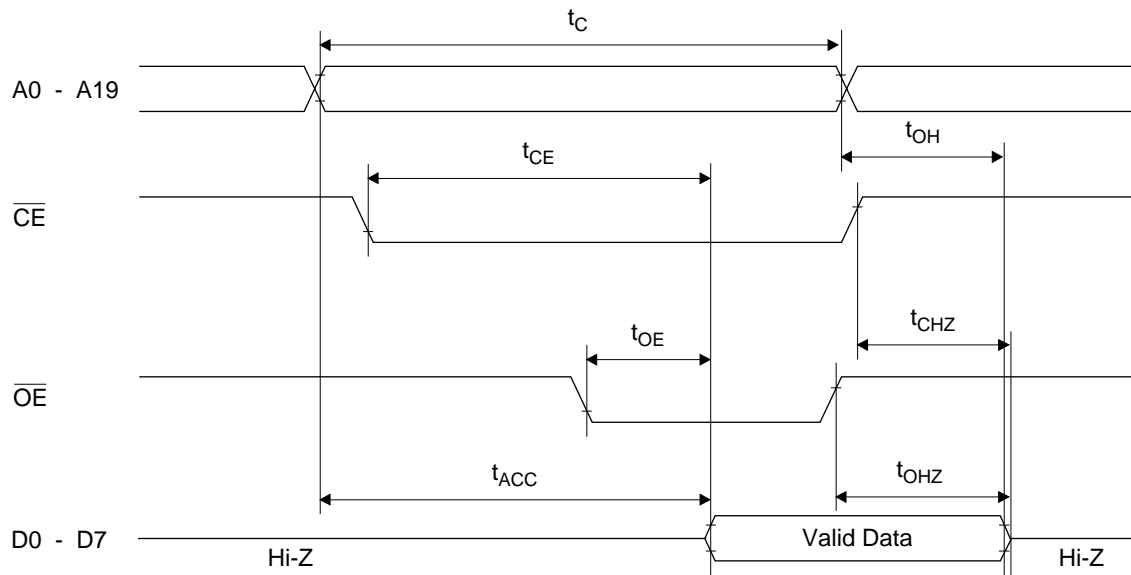 tC
A0 - A19
tOH
tCE
CE
tCHZ
tOE
OE
tACC
tOHZ
D0 - D7
Valid Data
Hi-Z
Hi-Z